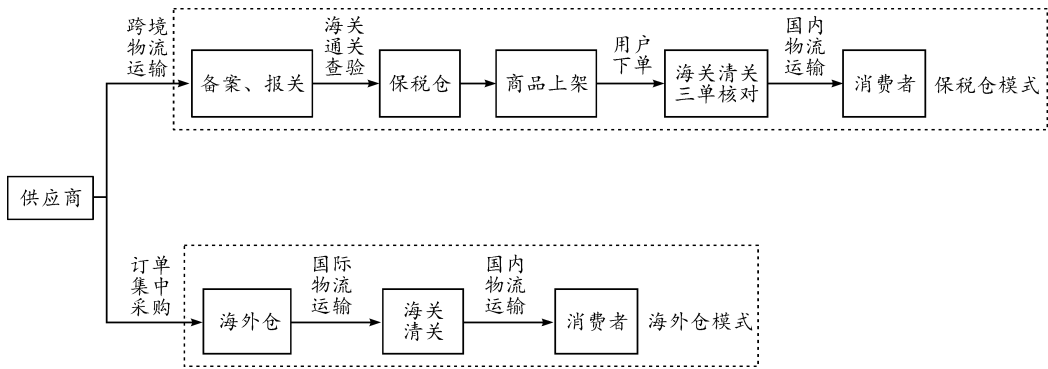 跨境
物流
运输
备案、报关
海关
通关
查验
保税仓
商品上架
用户
下单
海关清关
三单核对
国内
物流
运输
消费者
保税仓模式
供应商
订单
集中
采购
海外仓
国际
物流
运输
海关
清关
国内
物流
运输
消费者
海外仓模式